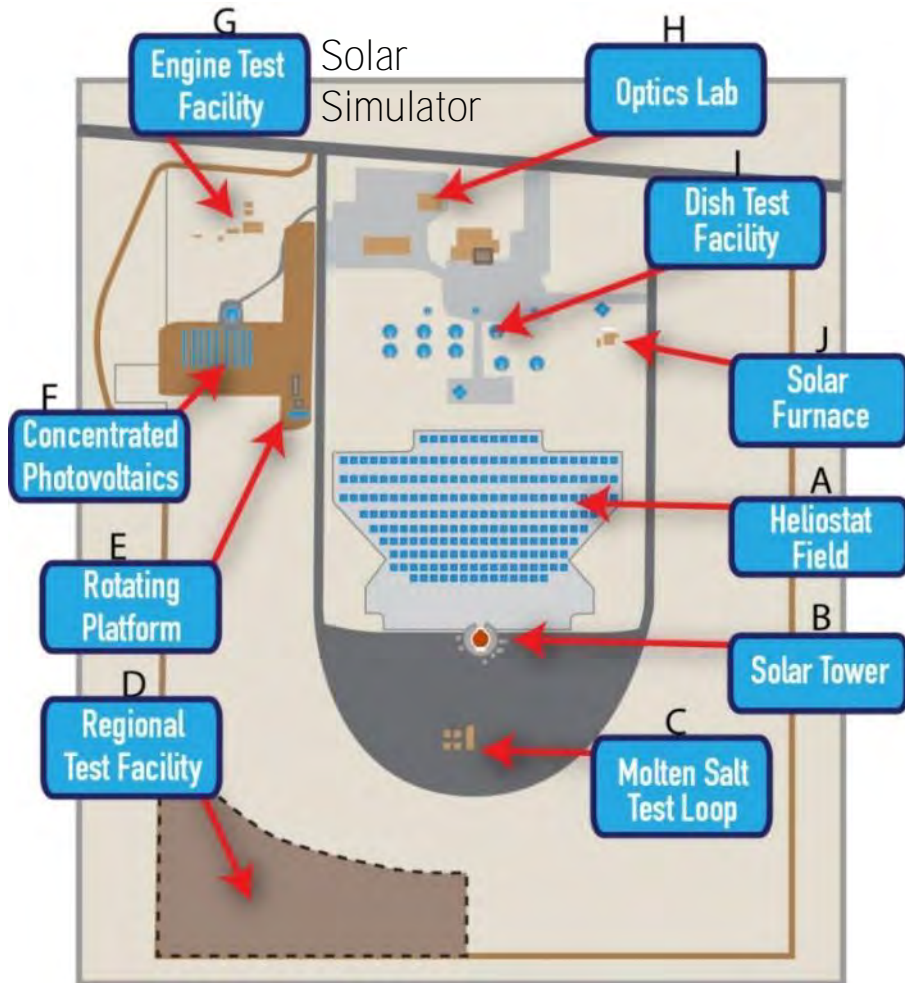 G
Engine Test
Facility
Solar
Simulator
H
Optics Lab
I
Dish Test
Facility
J
Solar
Furnace
F
Concentrated
Photovoltaics
A
Heliostat
Field
E
Rotating
Platform
B
Solar Tower
D
Regional
Test Facility
C
Molten Salt
Test Loop